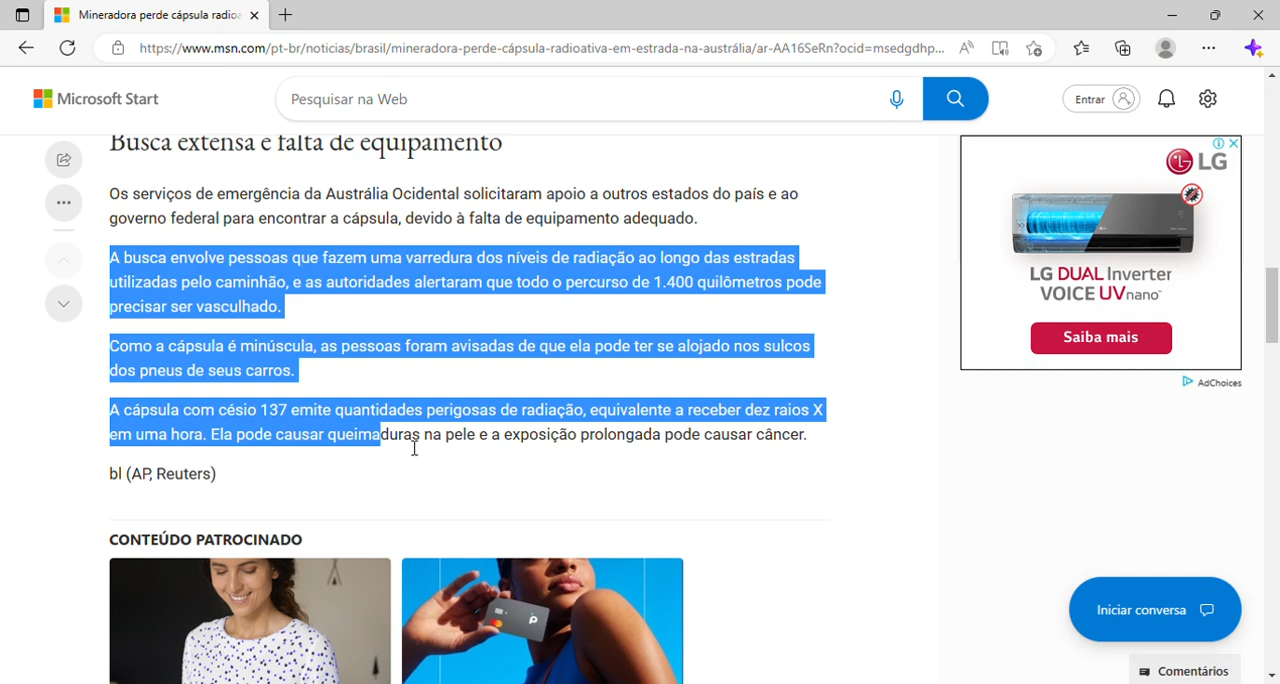 Mineradora perde cápsula radioa
https://www.msn.com/pt-br/noticias/brasil/mineradora-perde-cápsula-radioativa-em-estrada-na-austrália/ar-AA16SeRn?ocid=msedgdhp...
Microsoft Start
Pesquisar na Web
Entrar
Busca extensa e falta de equipamento
Os serviços de emergência da Austrália Ocidental solicitaram apoio a outros estados do país e ao
governo federal para encontrar a cápsula, devido à falta de equipamento adequado.
A busca envolve pessoas que fazem uma varredura dos níveis de radiação ao longo das estradas
utilizadas pelo caminhão, e as autoridades alertaram que todo o percurso de 1.400 quilômetros pode
precisar ser vasculhado.
Como a cápsula é minúscula, as pessoas foram avisadas de que ela pode ter se alojado nos sulcos
dos pneus de seus carros.
A cápsula com césio 137 emite quantidades perigosas de radiação, equivalente a receber dez raios X
em uma hora. Ela pode causar queimaduras na pele e a exposição prolongada pode causar câncer.
bl (AP, Reuters)
CONTEÚDO PATROCINADO
LG
LG DUAL Inverter
VOICE UVnano™
Saiba mais
AdChoices
Iniciar conversa
Comentários